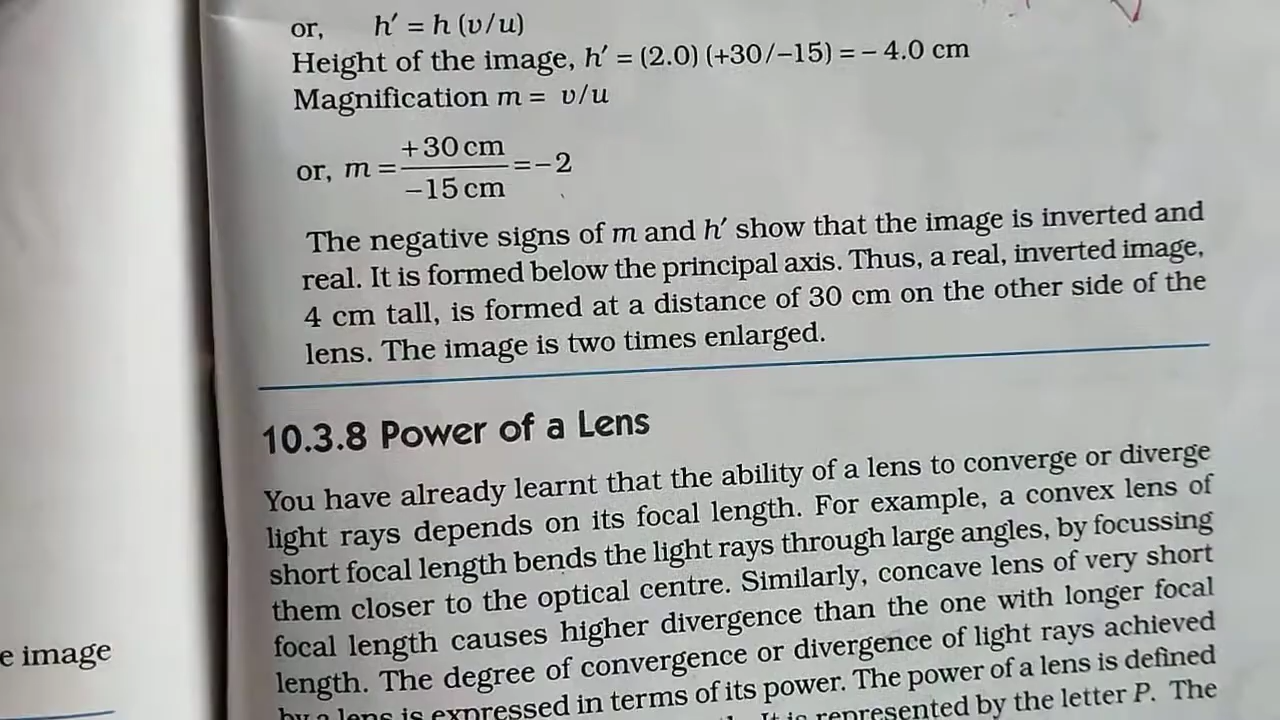 or, h′ = h (v/u)
Height of the image, h′ = (2.0) (+30/–15) = – 4.0 cm
Magnification m = v/u
or, m = +30 cm / –15 cm = – 2
The negative signs of m and h′ show that the image is inverted and
real. It is formed below the principal axis. Thus, a real, inverted image,
4 cm tall, is formed at a distance of 30 cm on the other side of the
lens. The image is two times enlarged.
10.3.8 Power of a Lens
You have already learnt that the ability of a lens to converge or diverge
light rays depends on its focal length. For example, a convex lens of
short focal length bends the light rays through large angles, by focussing
them closer to the optical centre. Similarly, concave lens of very short
focal length causes higher divergence than the one with longer focal
length. The degree of convergence or divergence of light rays achieved
by a lens is expressed in terms of its power. The power of a lens is defined
It is represented by the letter P. The
e image